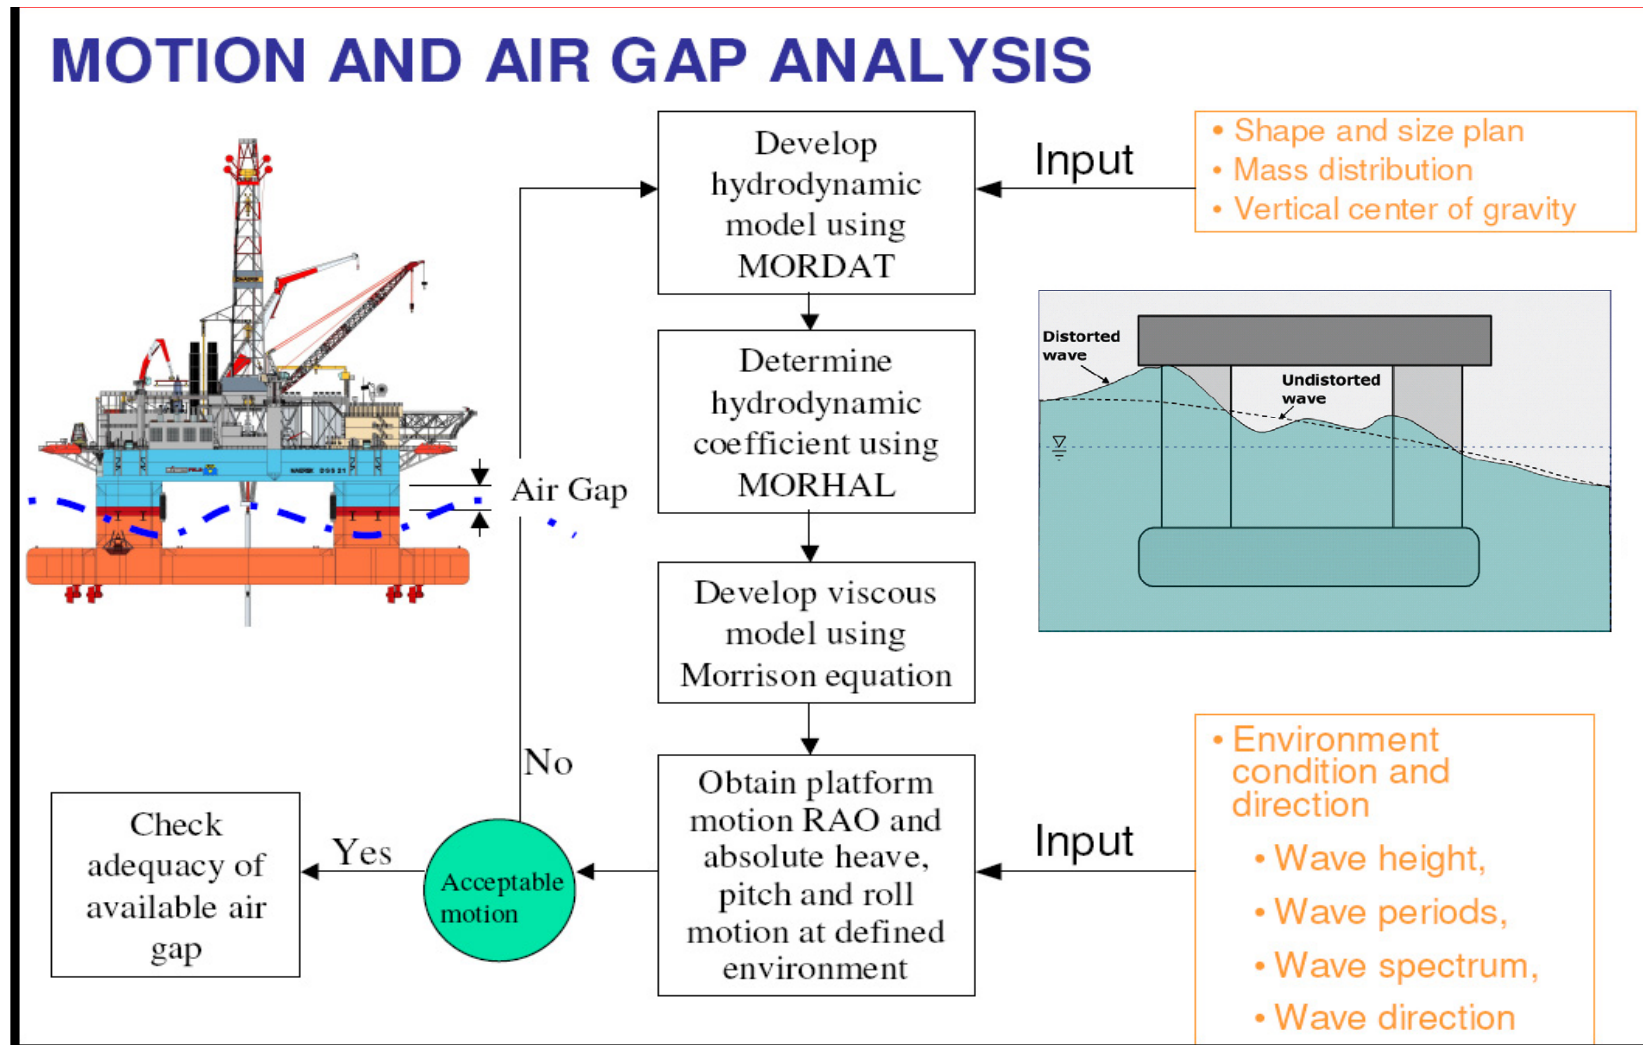 MOTION AND AIR GAP ANALYSIS
Develop
hydrodynamic
model using
MORDAT
Input
• Shape and size plan
• Mass distribution
• Vertical center of gravity
Determine
hydrodynamic
coefficient using
MORHAL
Distorted
wave
Undistorted
wave
Air Gap
Develop viscous
model using
Morrison equation
No
Obtain platform
motion RAO and
absolute heave,
pitch and roll
motion at defined
environment
Input
• Environment
condition and
direction
• Wave height,
• Wave periods,
• Wave spectrum,
• Wave direction
Acceptable
motion
Yes
Check
adequacy of
available air
gap